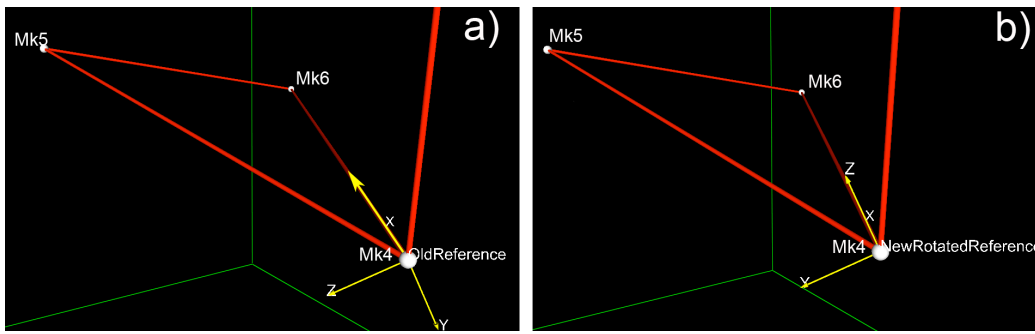 a)
Mk5
Mk6
X
Mk4
OldReference
Z
Y
b)
Mk5
Mk6
Z
X
Mk4
NewRotatedReference
Y